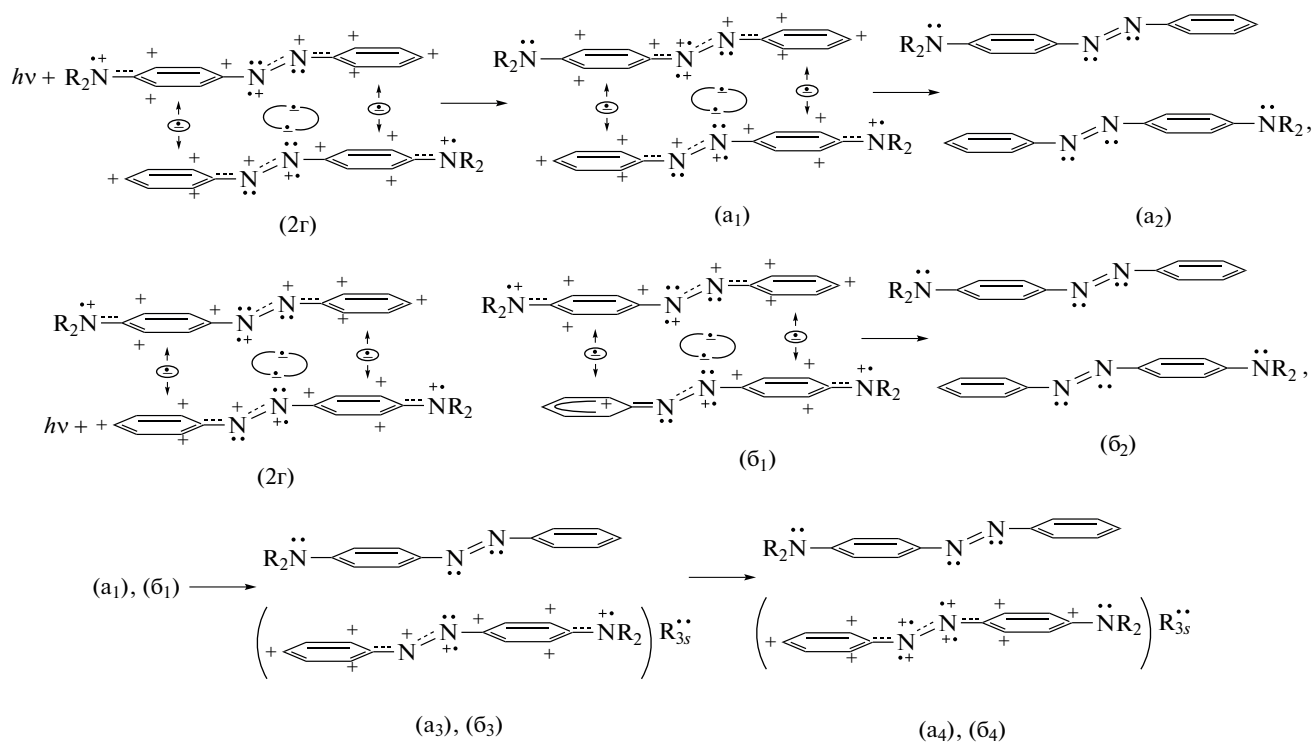 hν + R2N N N
R2N N N
R2N N N
N N NR2
N N NR2
N N NR2,
(2г) (а1) (а2)
R2N N N
R2N N N
R2N N N
hν + N N NR2
N N NR2
N N NR2,
(2г) (б1) (б2)
R2N N N
R2N N N
(а1), (б1)
( N N NR2 ) R3s
( N N NR2 ) R3s
(а3), (б3) (а4), (б4)